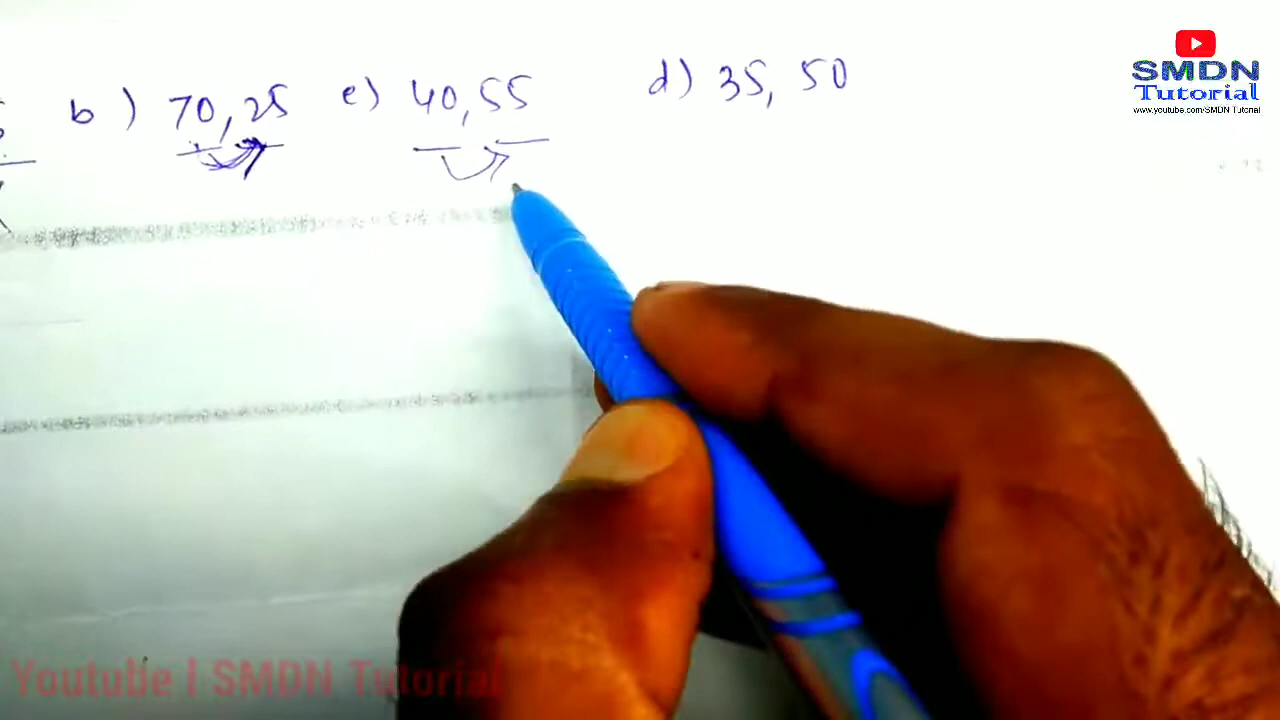 b) 70,25 c) 40,55 d) 35, 50
SMDN
Tutorial
www.youtube.com/SMDN Tutorial
Youtube l SMDN Tutorial